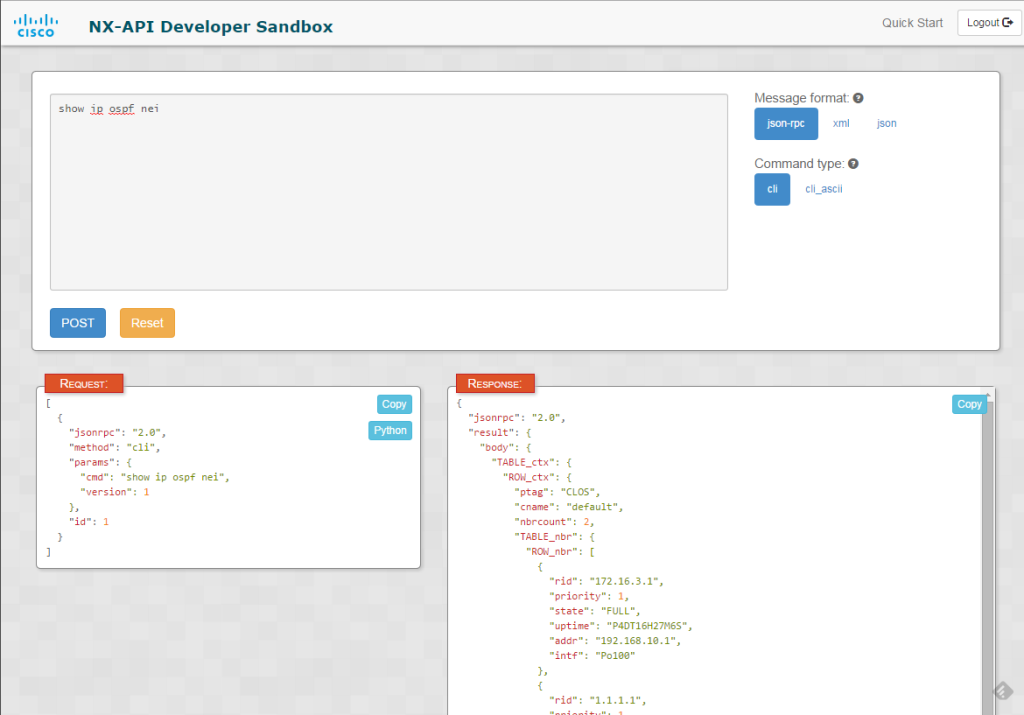 CISCO
NX-API Developer Sandbox
Quick Start
Logout
show ip ospf nei
Message format:
json-rpc xml json
Command type:
cli cli_ascii
POST Reset
REQUEST:
Copy
Python
[
  {
    "jsonrpc": "2.0",
    "method": "cli",
    "params": {
      "cmd": "show ip ospf nei",
      "version": 1
    },
    "id": 1
  }
]
RESPONSE:
Copy
{
  "jsonrpc": "2.0",
  "result": {
    "body": {
      "TABLE_ctx": {
        "ROW_ctx": {
          "ptag": "CLOS",
          "cname": "default",
          "nbrcount": 2,
          "TABLE_nbr": {
            "ROW_nbr": [
              {
                "rid": "172.16.3.1",
                "priority": 1,
                "state": "FULL",
                "uptime": "P4DT16H27M6S",
                "addr": "192.168.10.1",
                "intf": "Po100"
              },
              {
                "rid": "1.1.1.1",
                "priority": 1,